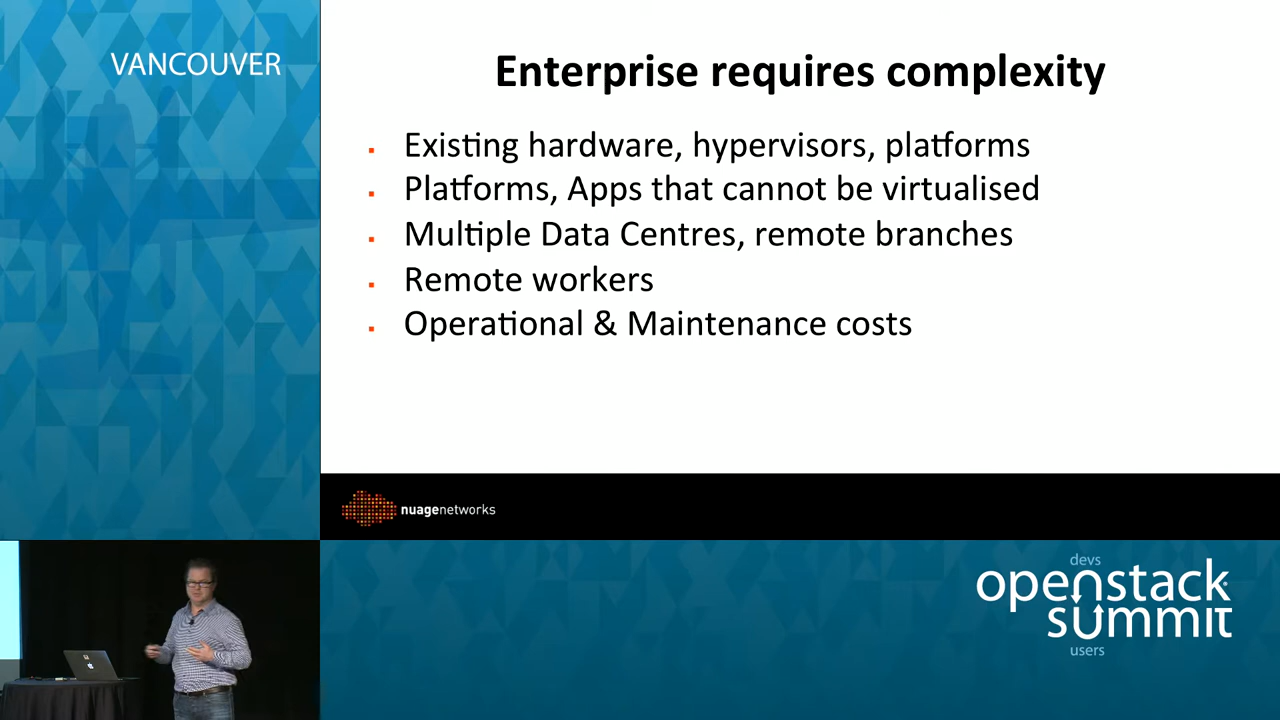 VANCOUVER
Enterprise requires complexity
Existing hardware, hypervisors, platforms
Platforms, Apps that cannot be virtualised
Multiple Data Centres, remote branches
Remote workers
Operational & Maintenance costs
nuagenetworks
devs
openstack
summit
users